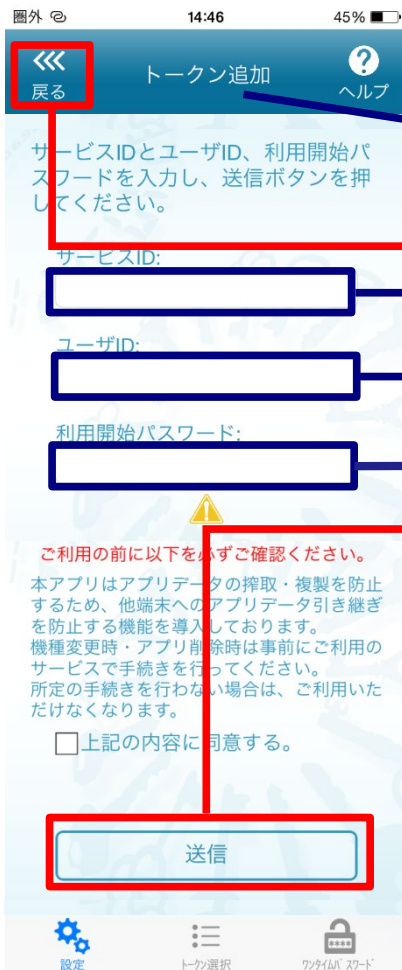 圏外 14:46 45%
戻る トークン追加 ヘルプ
サービスIDとユーザID、利用開始パ
スワードを入力し、送信ボタンを押
してください。
サービスID:
ユーザID:
利用開始パスワード:
ご利用の前に以下を必ずご確認ください。
本アプリはアプリデータの搾取・複製を防止
するため、他端末へのアプリデータ引き継ぎ
を防止する機能を導入しております。
機種変更時・アプリ削除時は事前にご利用の
サービスで手続きを行ってください。
所定の手続きを行わない場合は、ご利用いた
だけなくなります。
上記の内容に同意する。
送信
設定 トークン選択 ワンタイムパスワード